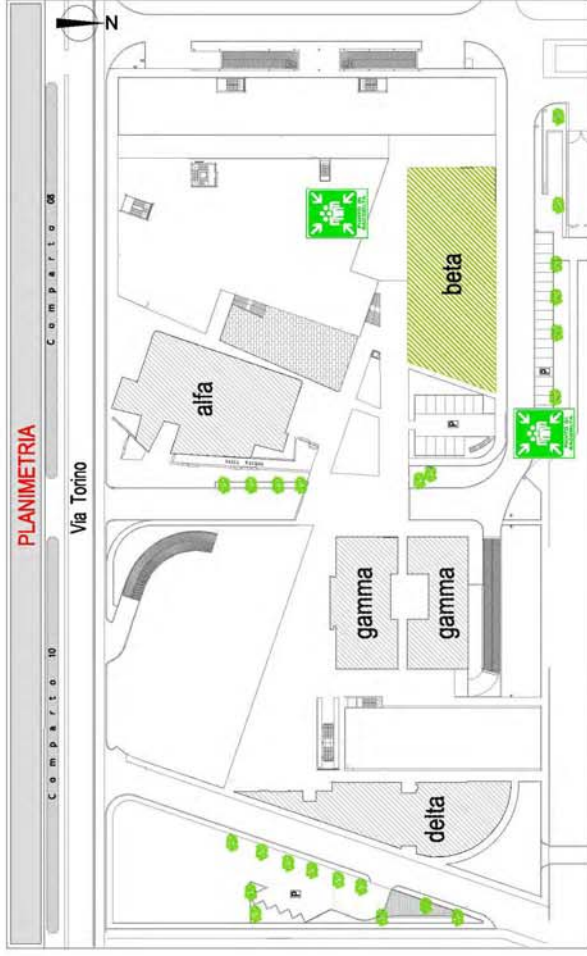 PLANIMETRIA
Comparto 10
Comparto 08
N
Via Torino
alfa
P
gamma
gamma
delta
beta
P
P